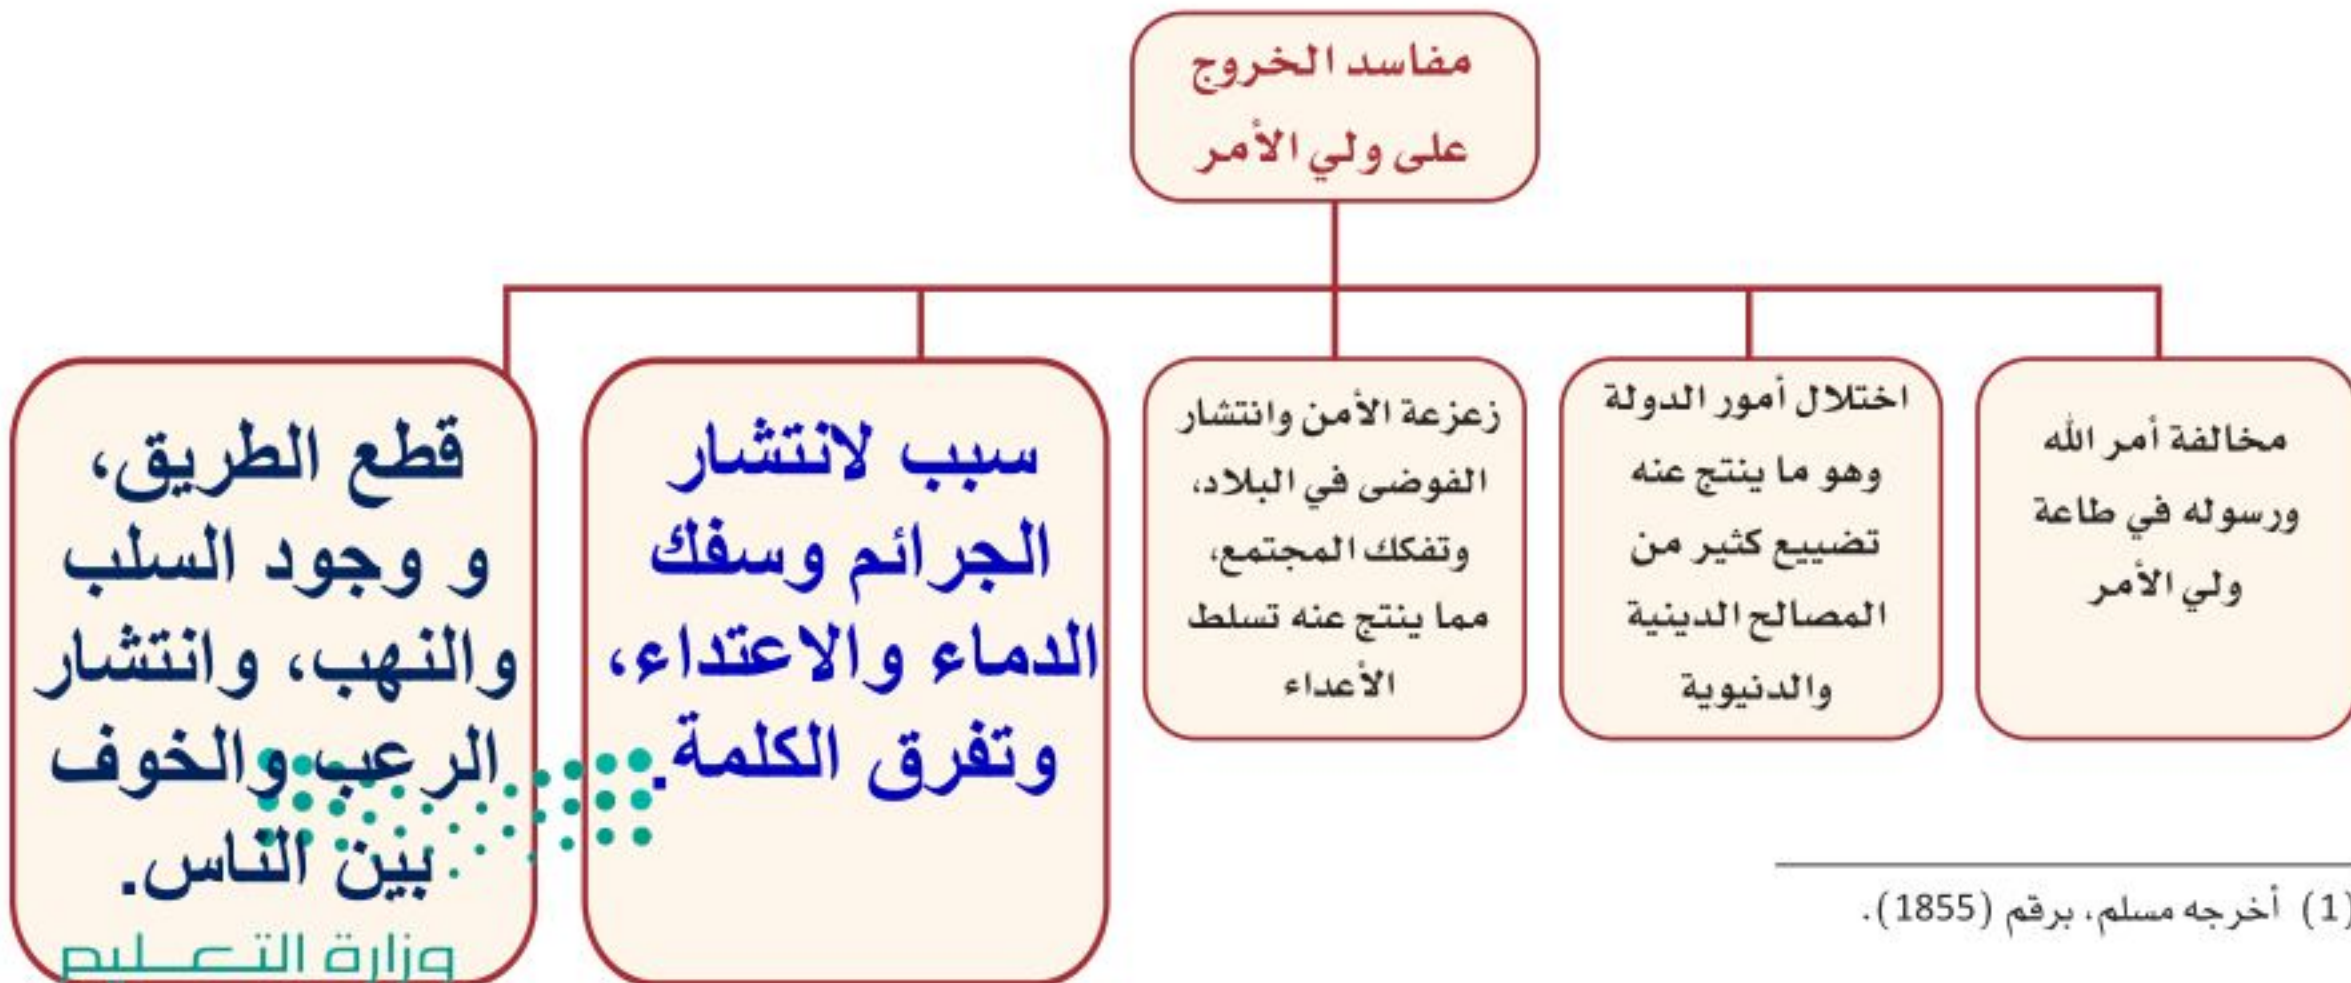 مفاسد الخروج
على ولي الأمر
مخالفة أمر الله
ورسوله في طاعة
ولي الأمر
اختلال أمور الدولة
وهو ما ينتج عنه
تضييع كثير من
المصالح الدينية
والدنيوية
زعزعة الأمن وانتشار
الفوضى في البلاد،
وتفكك المجتمع،
مما ينتج عنه تسلط
الأعداء
سبب لانتشار
الجرائم وسفك
الدماء والاعتداء،
وتفرق الكلمة.
قطع الطريق،
و وجود السلب
والنهب، وانتشار
الرعب والخوف
بين الناس.
(1) أخرجه مسلم، برقم (1855).
وزارة التعليم